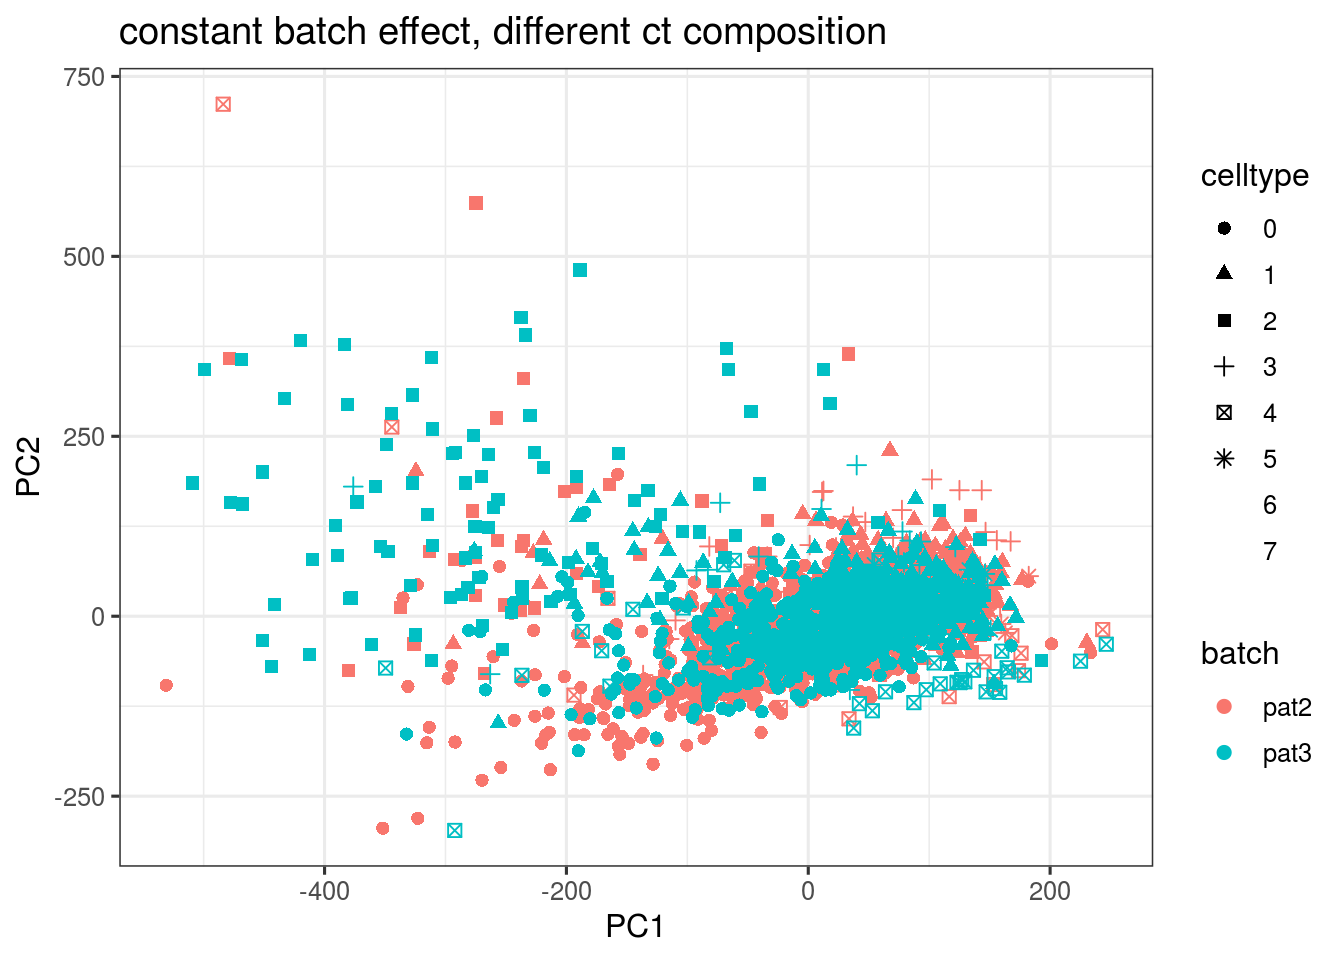 constant batch effect, different ct composition
750
500
250
0
-250
PC2
-400
-200
0
200
PC1
celltype
0
1
2
3
4
5
6
7
batch
pat2
pat3